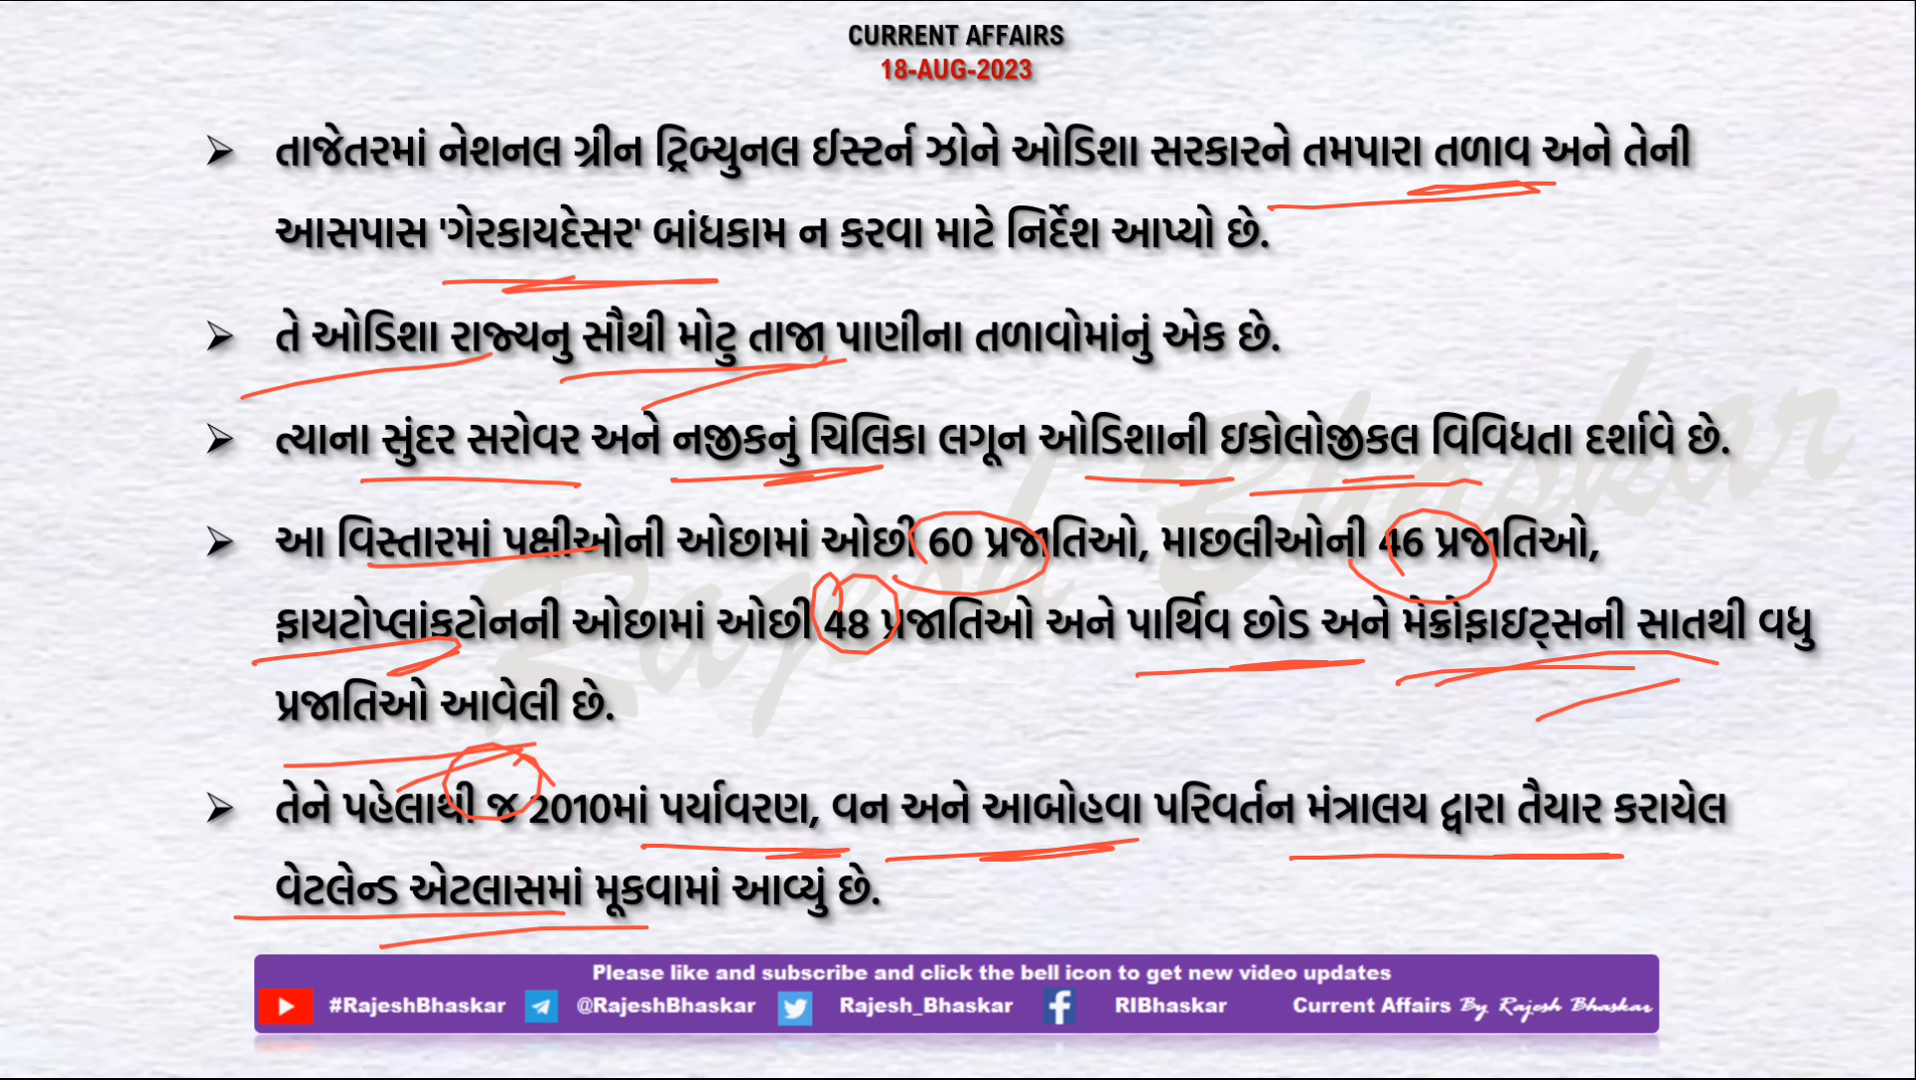 CURRENT AFFAIRS
18-AUG-2023
તાજેતરમાં નેશનલ ગ્રીન ટ્રિબ્યુનલ ઈસ્ટર્ન ઝોને ઓડિશા સરકારને તમપારા તળાવ અને તેની
આસપાસ 'ગેરકાયદેસર' બાંધકામ ન કરવા માટે નિર્દેશ આપ્યો છે.
તે ઓડિશા રાજ્યનુ સૌથી મોટુ તાજા પાણીના તળાવોમાંનું એક છે.
ત્યાના સુંદર સરોવર અને નજીકનું ચિલિકા લગૂન ઓડિશાની ઇકોલોજીકલ વિવિધતા દર્શાવે છે.
આ વિસ્તારમાં પક્ષીઓની ઓછામાં ઓછી 60 પ્રજાતિઓ, માછલીઓની 46 પ્રજાતિઓ,
ફાયટોપ્લાંકટોનની ઓછામાં ઓછી 48 પ્રજાતિઓ અને પાર્થિવ છોડ અને મેક્રોફાઇટ્સની સાતથી વધુ
પ્રજાતિઓ આવેલી છે.
તેને પહેલાથી જ 2010માં પર્યાવરણ, વન અને આબોહવા પરિવર્તન મંત્રાલય દ્વારા તૈયાર કરાયેલ
વેટલેન્ડ એટલાસમાં મૂકવામાં આવ્યું છે.
Rajesh Bhaskar
Please like and subscribe and click the bell icon to get new video updates
#RajeshBhaskar @RajeshBhaskar Rajesh_Bhaskar RIBhaskar Current Affairs By Rajesh Bhaskar